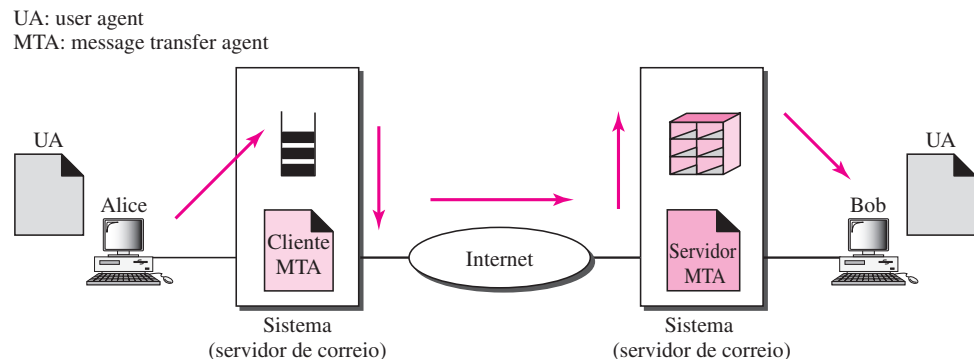 UA: user agent
MTA: message transfer agent
UA
Alice
Cliente
MTA
Sistema
(servidor de correio)
Internet
Servidor
MTA
Sistema
(servidor de correio)
UA
Bob